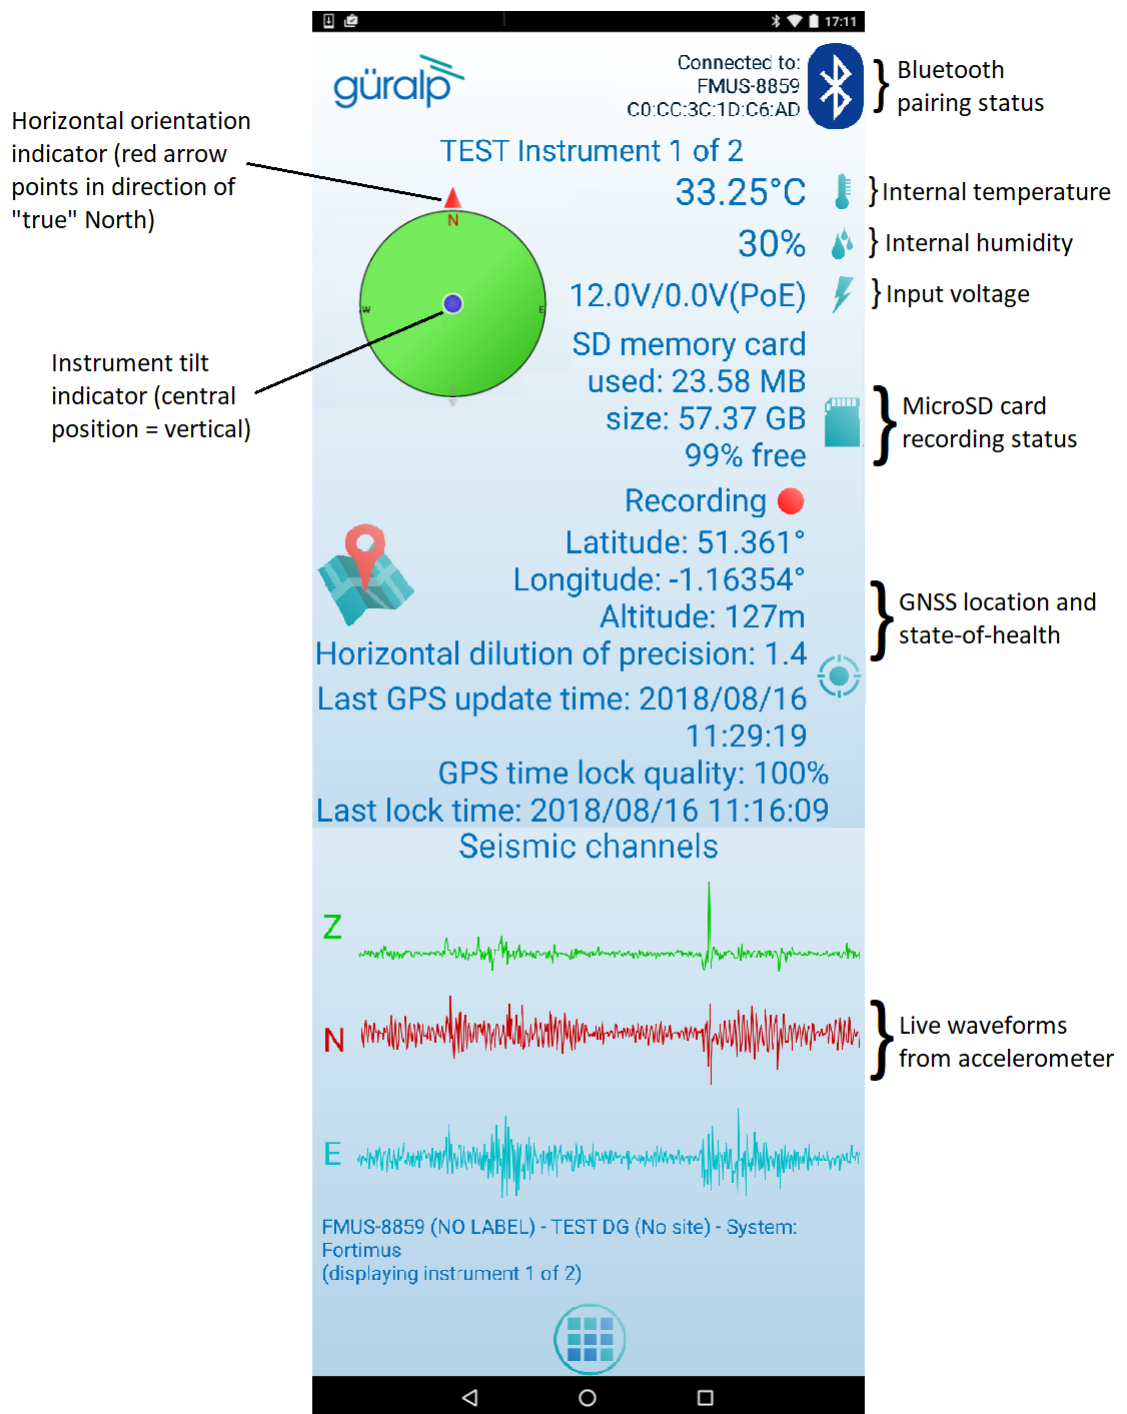 17:11
güralp
Connected to:
FMUS-8859
C0:CC:3C:1D:C6:AD
Bluetooth
pairing status
Horizontal orientation
indicator (red arrow
points in direction of
"true" North)
TEST Instrument 1 of 2
33.25°C
Internal temperature
N
W
E
30%
Internal humidity
12.0V/0.0V(PoE)
Input voltage
Instrument tilt
indicator (central
position = vertical)
SD memory card
used: 23.58 MB
size: 57.37 GB
99% free
MicroSD card
recording status
Recording
Latitude: 51.361°
Longitude: -1.16354°
Altitude: 127m
Horizontal dilution of precision: 1.4
Last GPS update time: 2018/08/16
11:29:19
GPS time lock quality: 100%
Last lock time: 2018/08/16 11:16:09
GNSS location and
state-of-health
Seismic channels
Z
N
E
Live waveforms
from accelerometer
FMUS-8859 (NO LABEL) - TEST DG (No site) - System:
Fortimus
(displaying instrument 1 of 2)